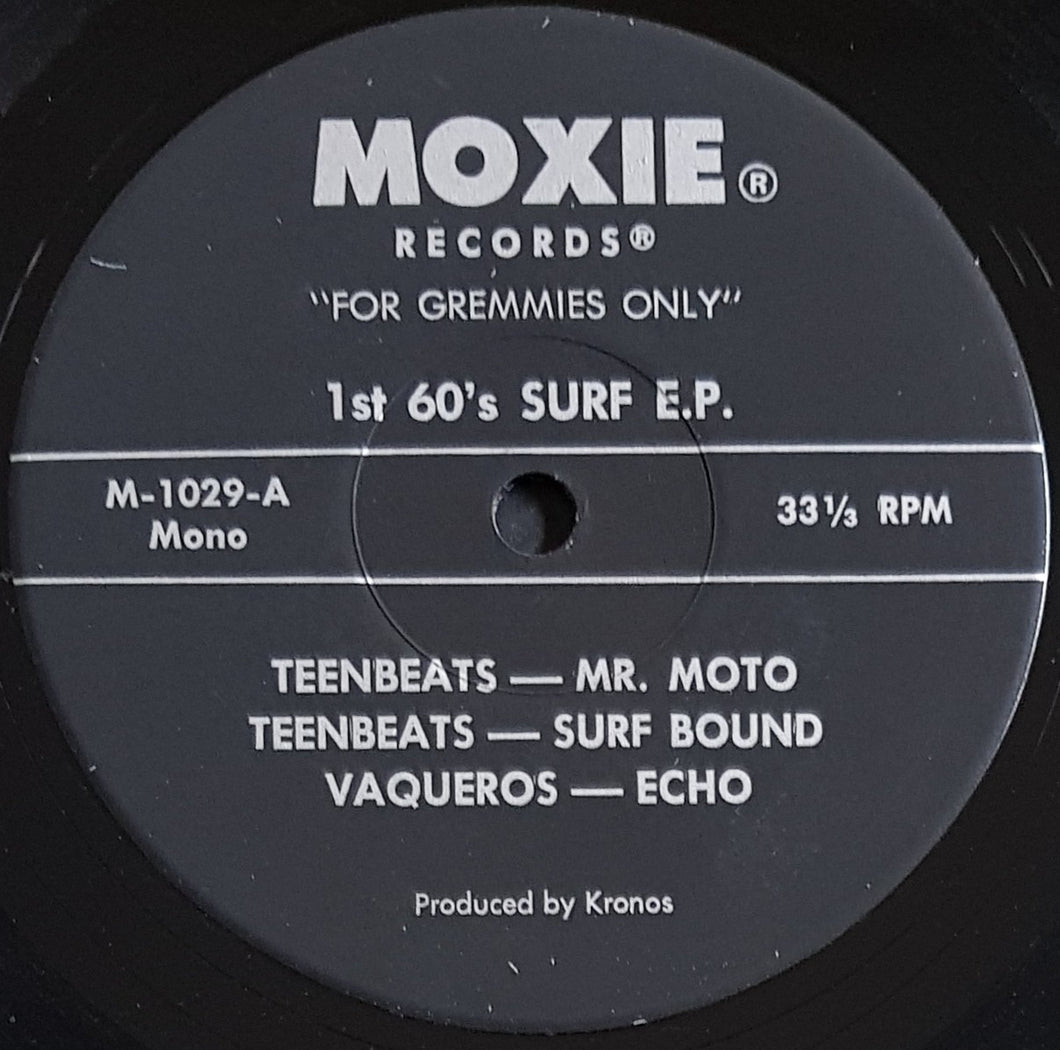 MOXIE®
RECORDS®
"FOR GREMMIES ONLY"
1st 60's SURF E.P.
M-1029-A
Mono
33⅓ RPM
TEENBEATS — MR. MOTO
TEENBEATS — SURF BOUND
VAQUEROS — ECHO
Produced by Kronos